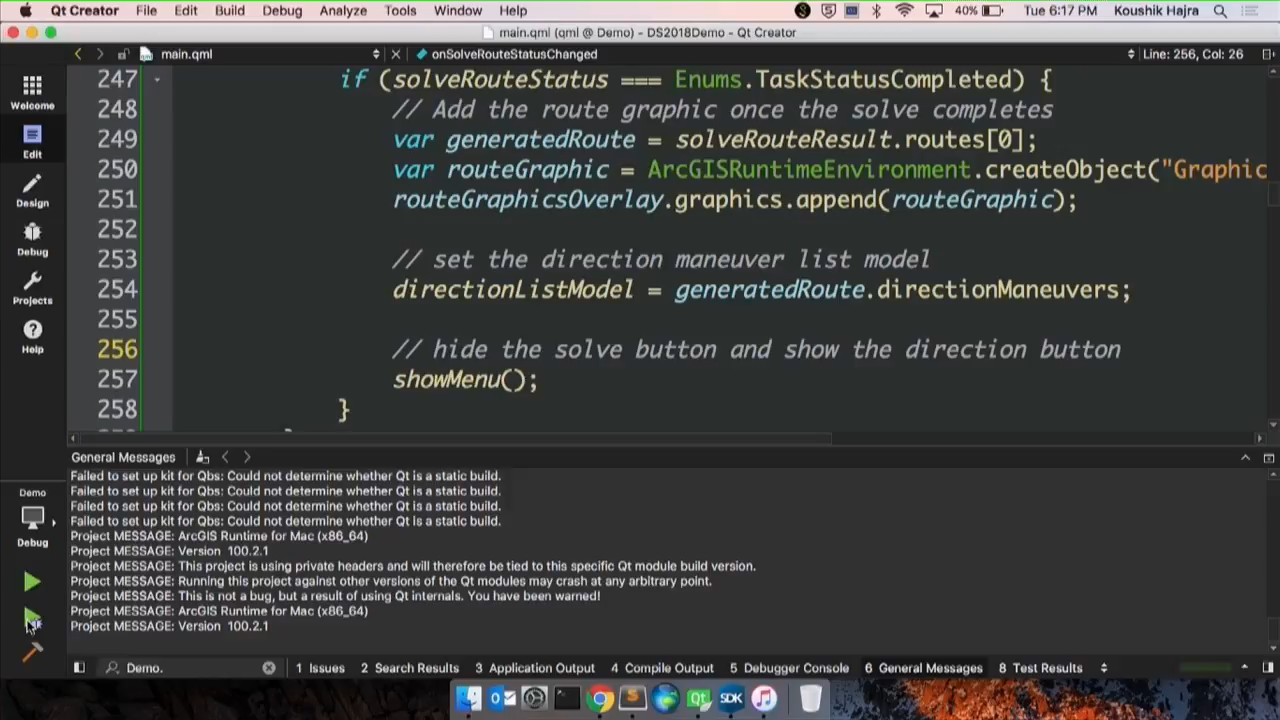 Qt Creator File Edit Build Debug Analyze Tools Window Help 5 40% Tue 6:17 PM Koushik Hajra
main.qml (qml @ Demo) - DS2018Demo - Qt Creator
main.qml onSolveRouteStatusChanged Line: 256, Col: 26
Welcome
Edit
Design
Debug
Projects
Help
Demo
Debug
247 if (solveRouteStatus === Enums.TaskStatusCompleted) {
248 // Add the route graphic once the solve completes
249 var generatedRoute = solveRouteResult.routes[0];
250 var routeGraphic = ArcGISRuntimeEnvironment.createObject("Graphic
251 routeGraphicsOverlay.graphics.append(routeGraphic);
252
253 // set the direction maneuver list model
254 directionListModel = generatedRoute.directionManeuvers;
255
256 // hide the solve button and show the direction button
257 showMenu();
258 }
General Messages
Failed to set up kit for Qbs: Could not determine whether Qt is a static build.
Failed to set up kit for Qbs: Could not determine whether Qt is a static build.
Failed to set up kit for Qbs: Could not determine whether Qt is a static build.
Failed to set up kit for Qbs: Could not determine whether Qt is a static build.
Project MESSAGE: ArcGIS Runtime for Mac (x86_64)
Project MESSAGE: Version 100.2.1
Project MESSAGE: This project is using private headers and will therefore be tied to this specific Qt module build version.
Project MESSAGE: Running this project against other versions of the Qt modules may crash at any arbitrary point.
Project MESSAGE: This is not a bug, but a result of using Qt internals. You have been warned!
Project MESSAGE: ArcGIS Runtime for Mac (x86_64)
Project MESSAGE: Version 100.2.1
Demo. 1 Issues 2 Search Results 3 Application Output 4 Compile Output 5 Debugger Console 6 General Messages 8 Test Results
Qt SDK